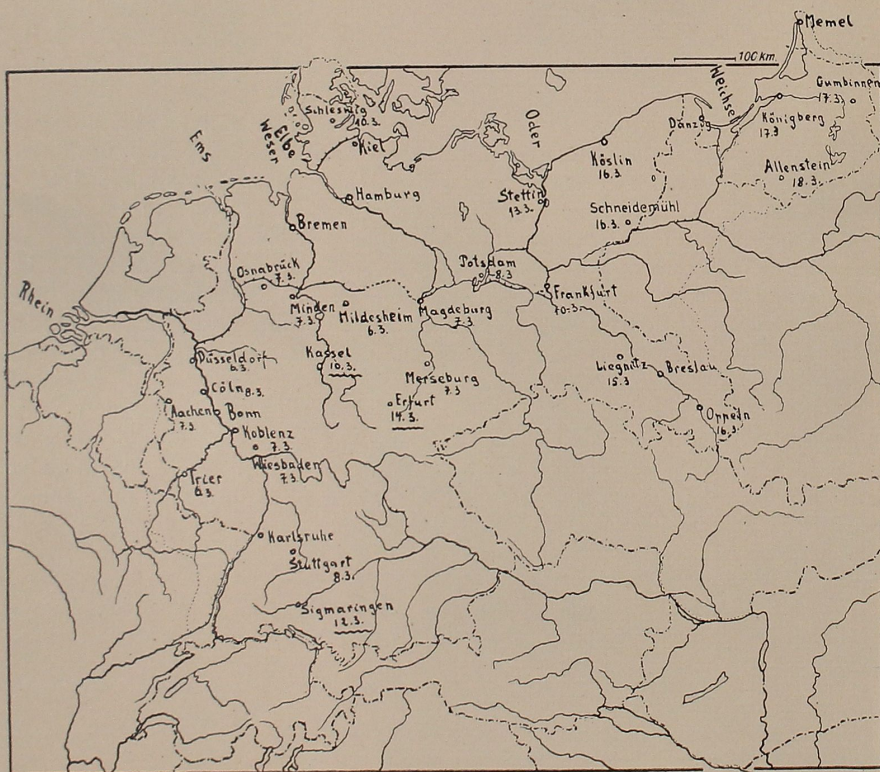 Memel
100 km.
Weichsel
Gumbinnen
17.3
Schleswig
10.3.
Elbe
Weser
Ems
Kiel
Oder
Danzig
Königberg
17.3
Köslin
16.3
Allenstein
18.3.
Hamburg
Stettin
13.3.
Schneidemühl
16.3.
Bremen
Potsdam
8.3
Osnabrück
7.3.
Frankfurt
10.3.
Rhein
Minden
7.3.
Hildesheim
6.3.
Magdeburg
7.3
Düsseldorf
6.3.
Kassel
10.3.
Liegnitz
15.3
Breslau
Merseburg
7.3
Cöln 8.3.
Erfurt
14.3.
Aachen
7.3.
Bonn
Oppeln
16.3.
Koblenz
7.3.
Wiesbaden
7.3.
Trier
6.3.
Karlsruhe
Stuttgart
8.3.
Sigmaringen
12.3.